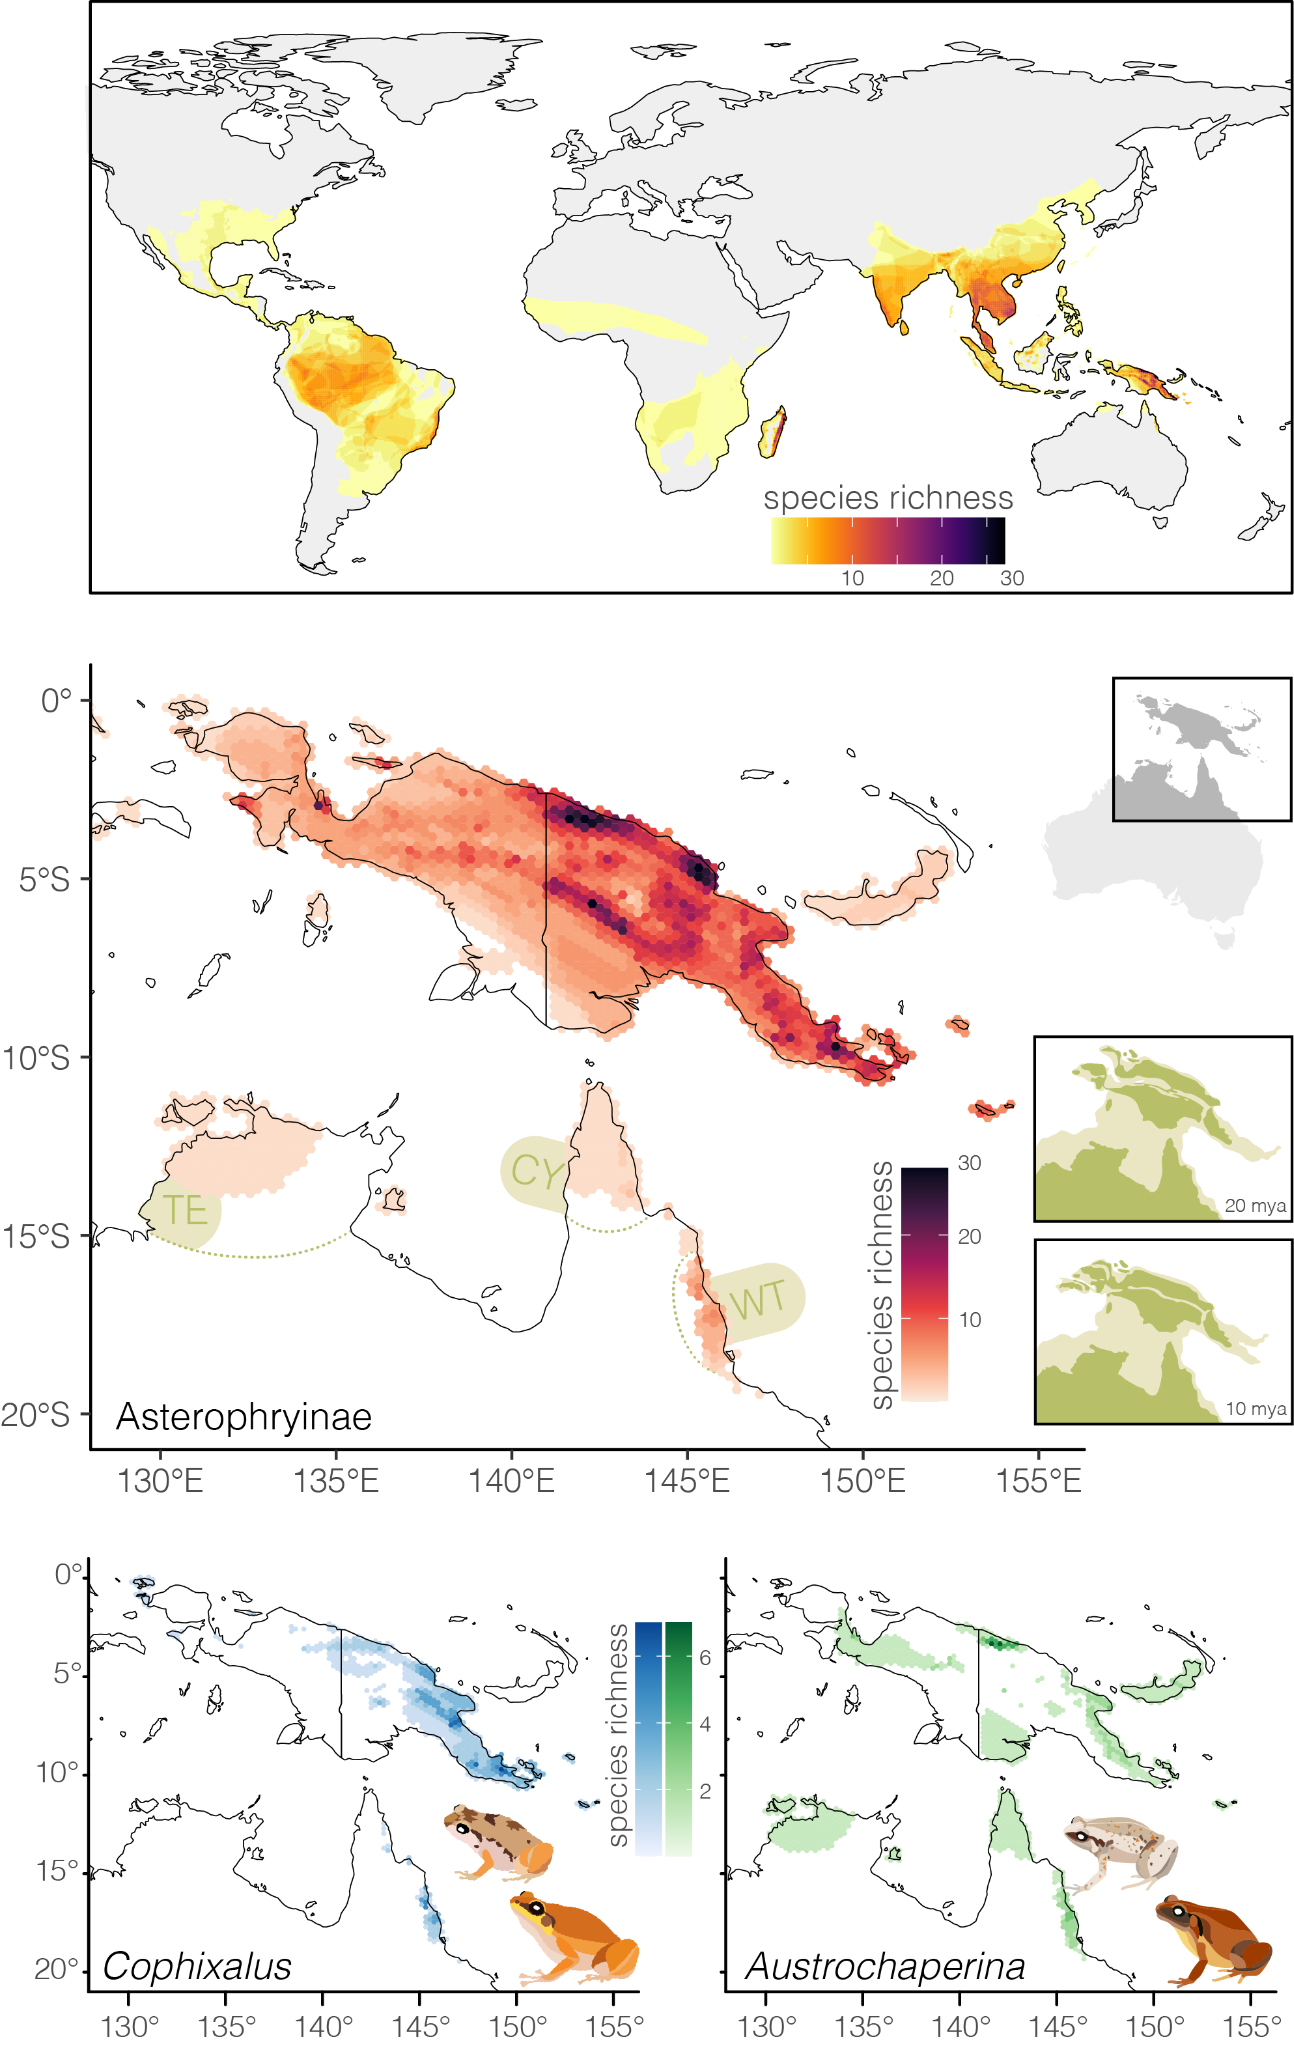 species richness
10 20 30
0°
5°S
10°S
15°S
20°S
TE
CY
WT
Asterophryinae
species richness
30
20
10
20 mya
10 mya
130°E 135°E 140°E 145°E 150°E 155°E
0°
5°
10°
15°
20°
species richness
6
4
2
Cophixalus
130° 135° 140° 145° 150° 155°
Austrochaperina
130° 135° 140° 145° 150° 155°